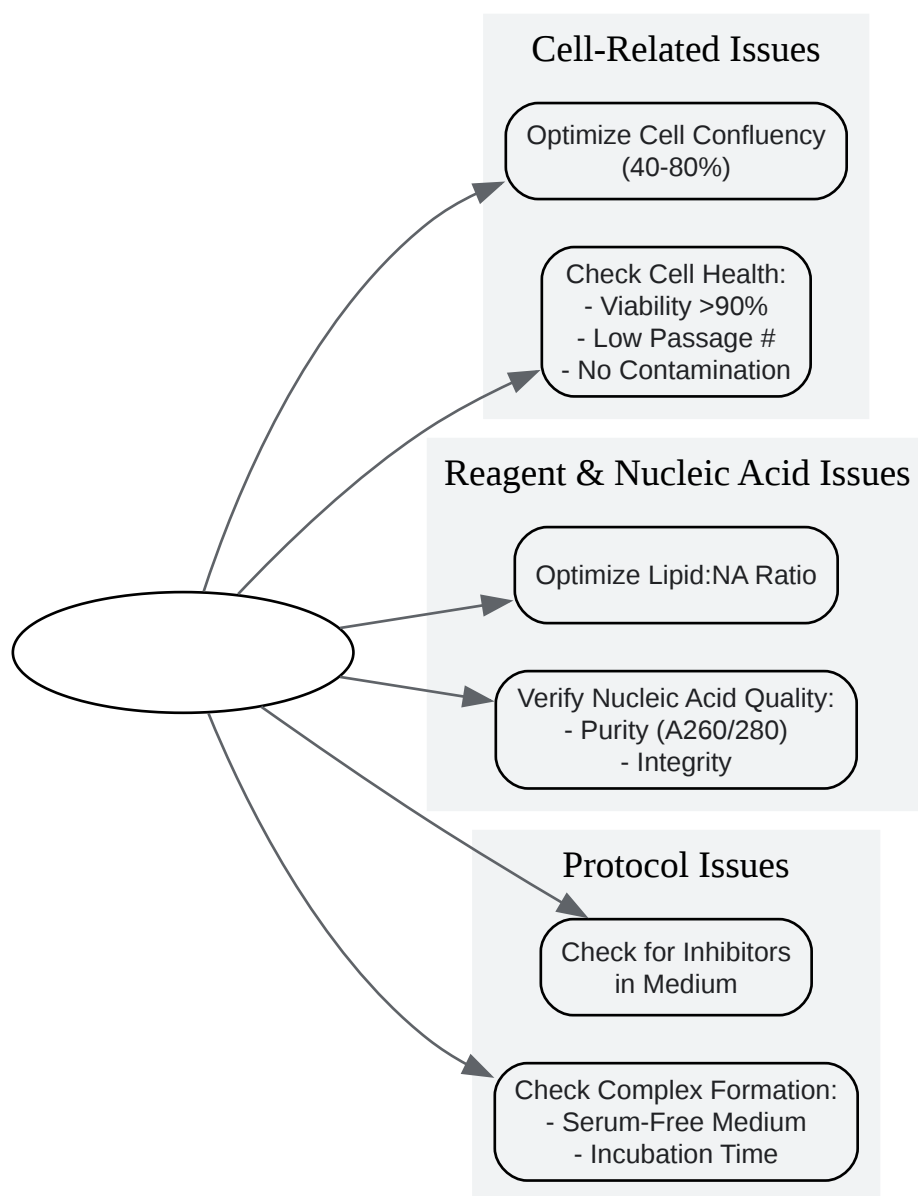 Cell-Related Issues
Optimize Cell Confluency
(40-80%)
Check Cell Health:
- Viability >90%
- Low Passage #
- No Contamination
Reagent & Nucleic Acid Issues
Optimize Lipid:NA Ratio
Verify Nucleic Acid Quality:
- Purity (A260/280)
- Integrity
Protocol Issues
Check for Inhibitors
in Medium
Check Complex Formation:
- Serum-Free Medium
- Incubation Time